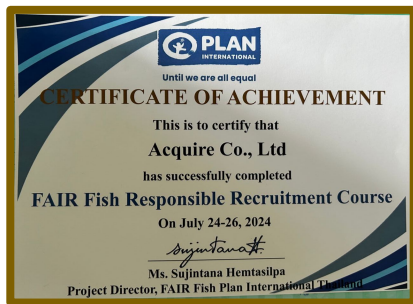 PLAN
INTERNATIONAL
Until we are all equal
CERTIFICATE OF ACHIEVEMENT
This is to certify that
Acquire Co., Ltd
has successfully completed
FAIR Fish Responsible Recruitment Course
On July 24-26, 2024
Ms. Sujintana Hemtasilpa
Project Director, FAIR Fish Plan International Thailand